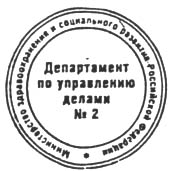 Министерство здравоохранения и социального развития Российской Федерации
Департамент
по управлению
делами
№ 2